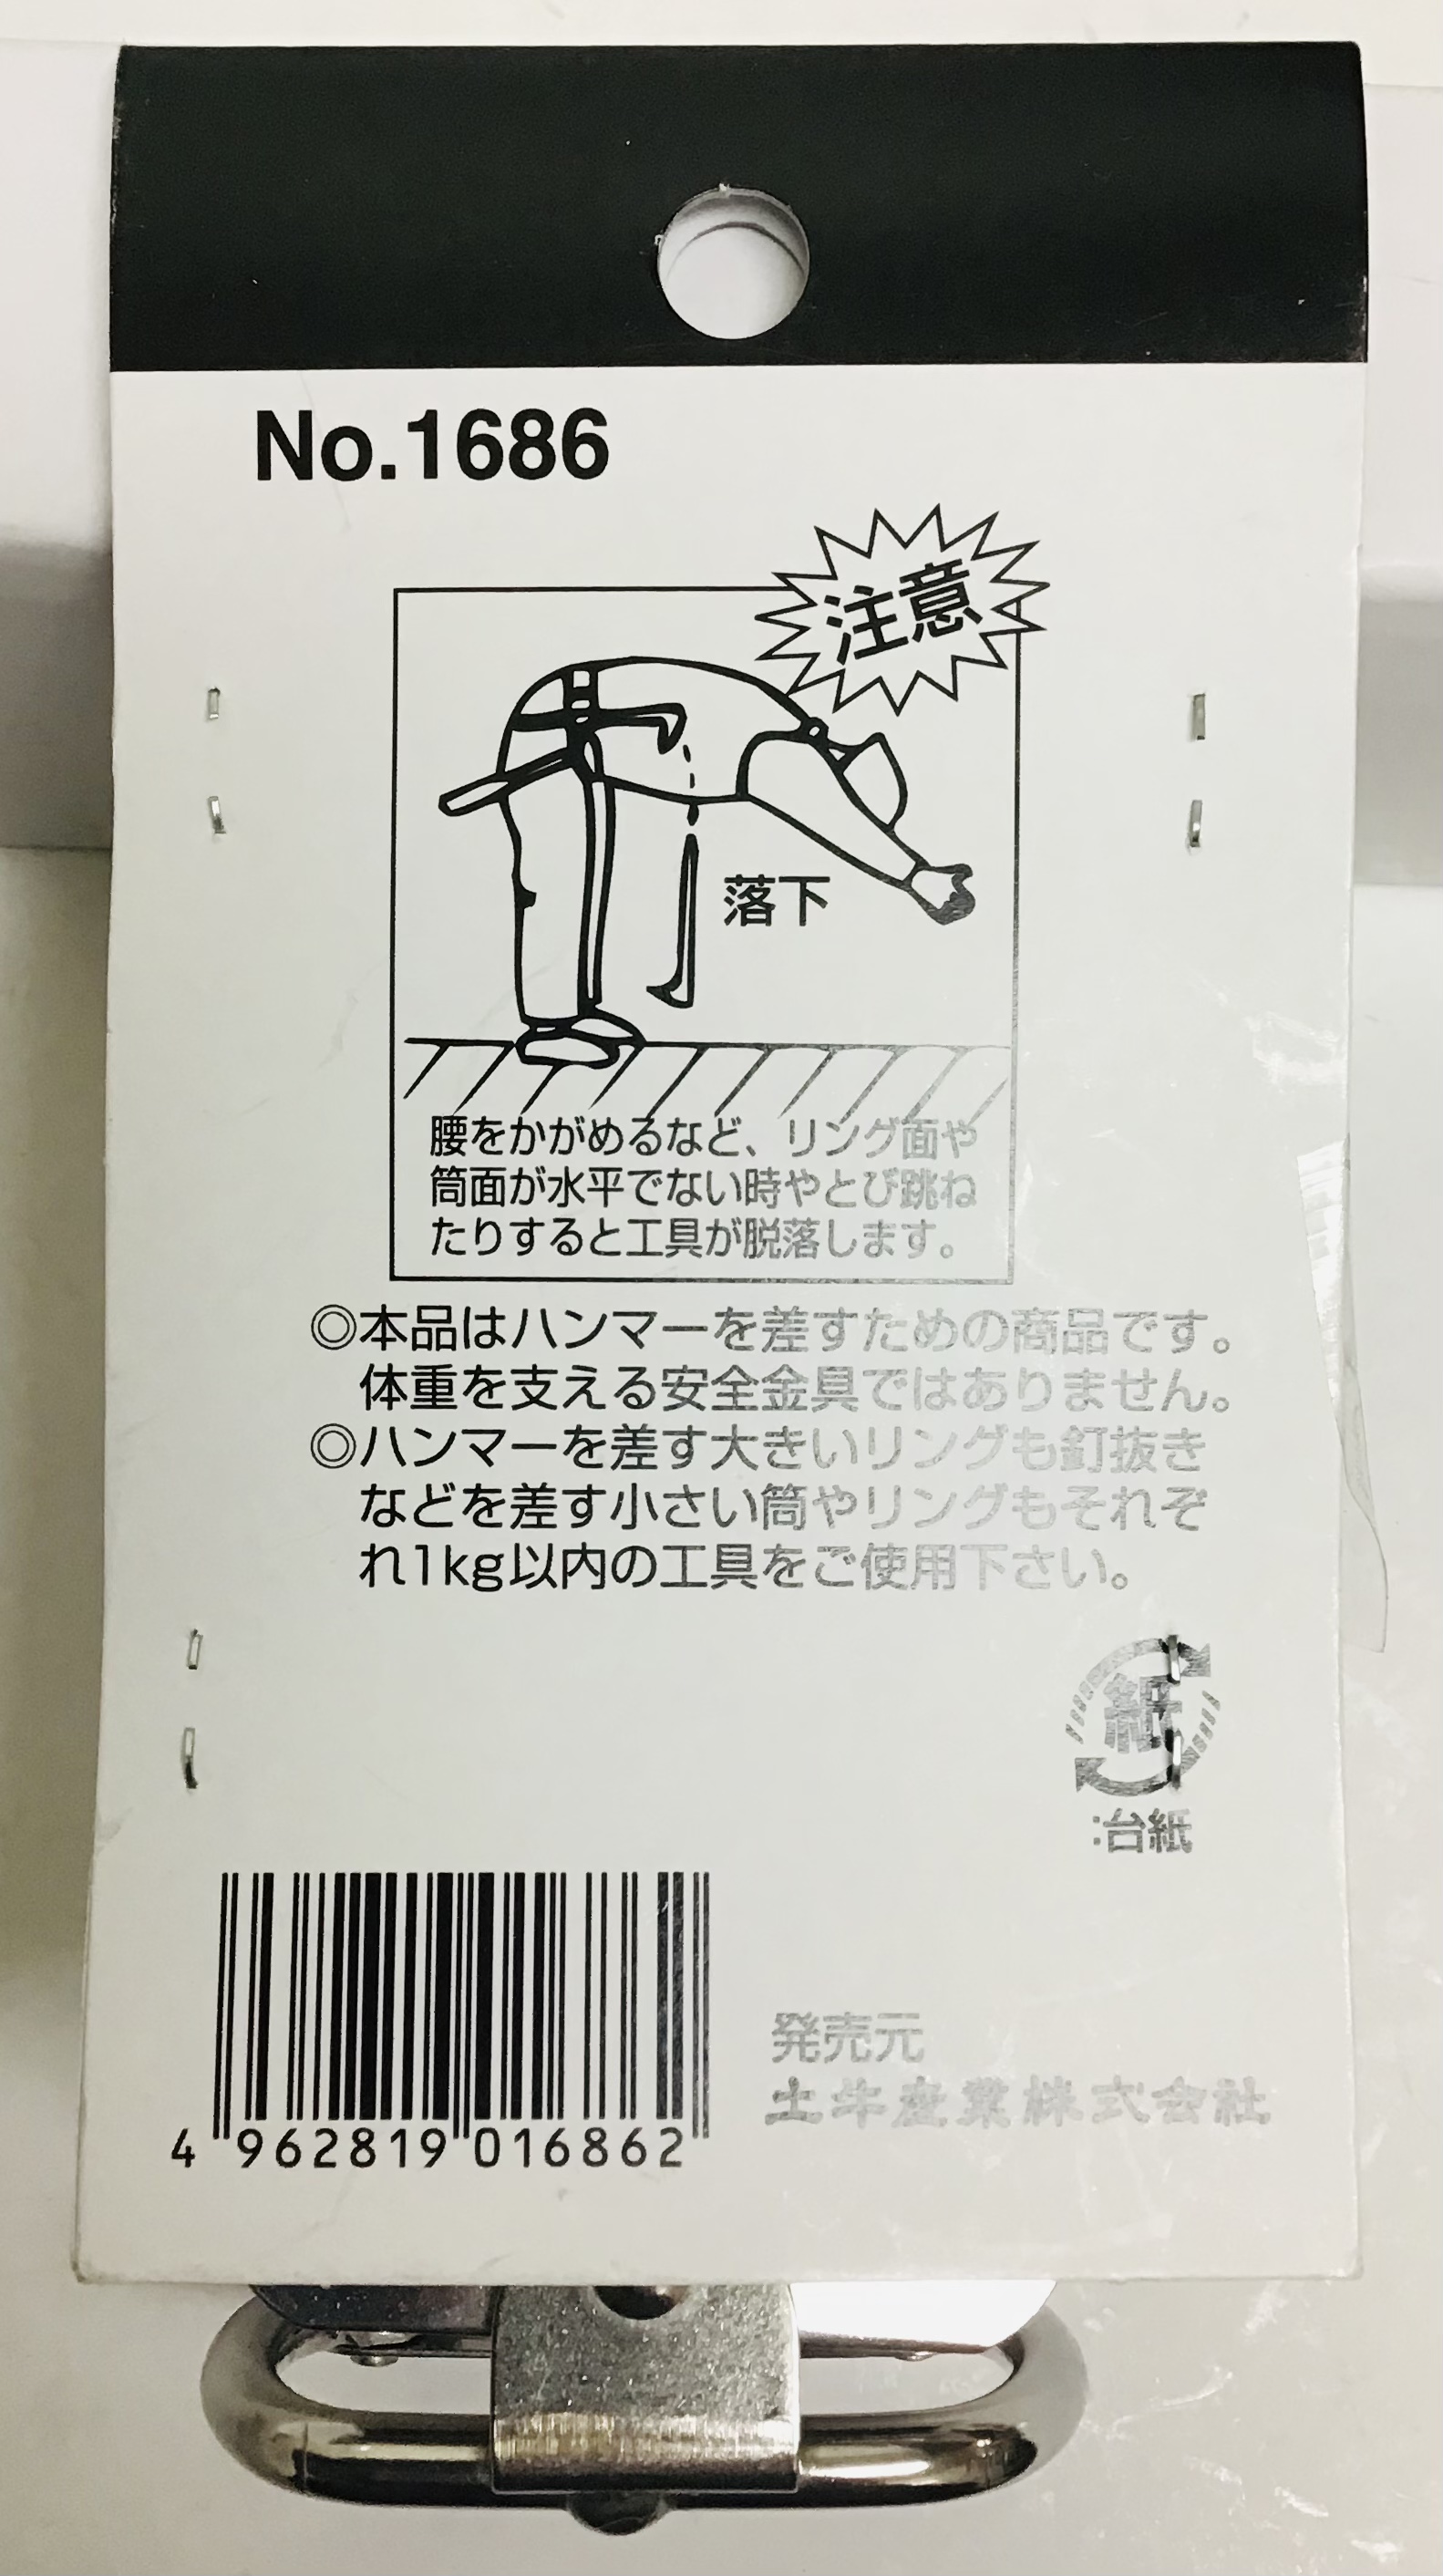 No.1686
注意
落下
腰をかがめるなど、リング面や
筒面が水平でない時やとび跳ね
たりすると工具が脱落します。
◎本品はハンマーを差すための商品です。
体重を支える安全金具ではありません。
◎ハンマーを差す大きいリングも釘抜き
などを差す小さい筒やリングもそれぞ
れ1kg以内の工具をご使用下さい。
紙
:台紙
4 962819 016862
発売元
土牛産業株式会社